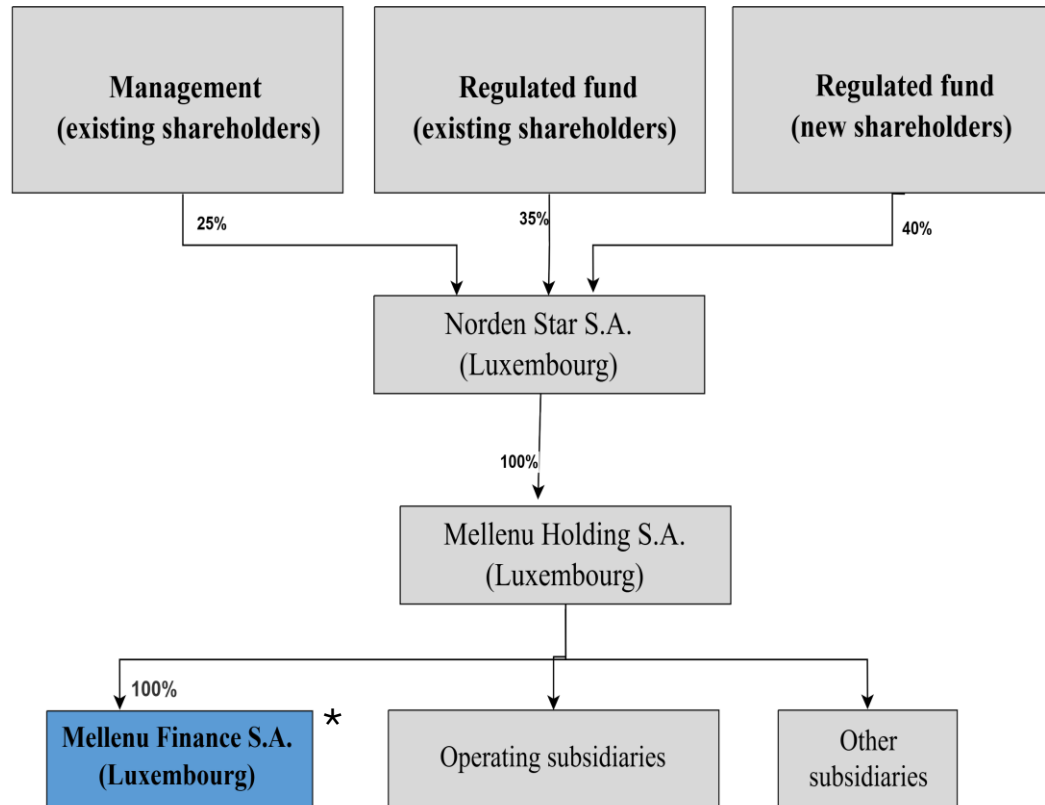 Management
(existing shareholders)
Regulated fund
(existing shareholders)
Regulated fund
(new shareholders)
25%
35%
40%
Norden Star S.A.
(Luxembourg)
100%
Mellenu Holding S.A.
(Luxembourg)
100%
Mellenu Finance S.A.
(Luxembourg)
*
Operating subsidiaries
Other
subsidiaries